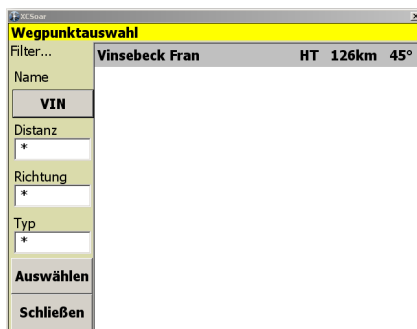 XCSoar
Wegpunktauswahl
Filter...
Name
VIN
Distanz
*
Richtung
*
Typ
*
Auswählen
Schließen
Vinsebeck Fran HT 126km 45°